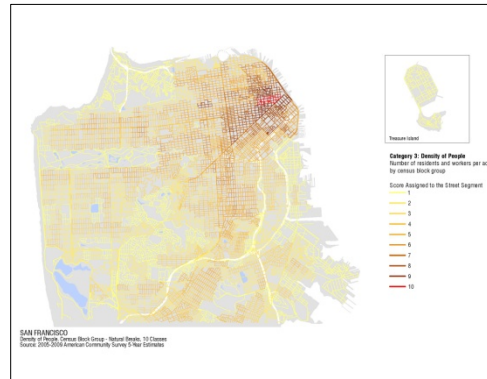 Treasure Island
Category 3: Density of People
Number of residents and workers per ac
by census block group
Score Assigned to the Street Segment
1
2
3
4
5
6
7
8
9
10
SAN FRANCISCO
Density of People, Census Block Group - Natural Breaks, 10 Classes
Source: 2005-2009 American Community Survey 5-Year Estimates